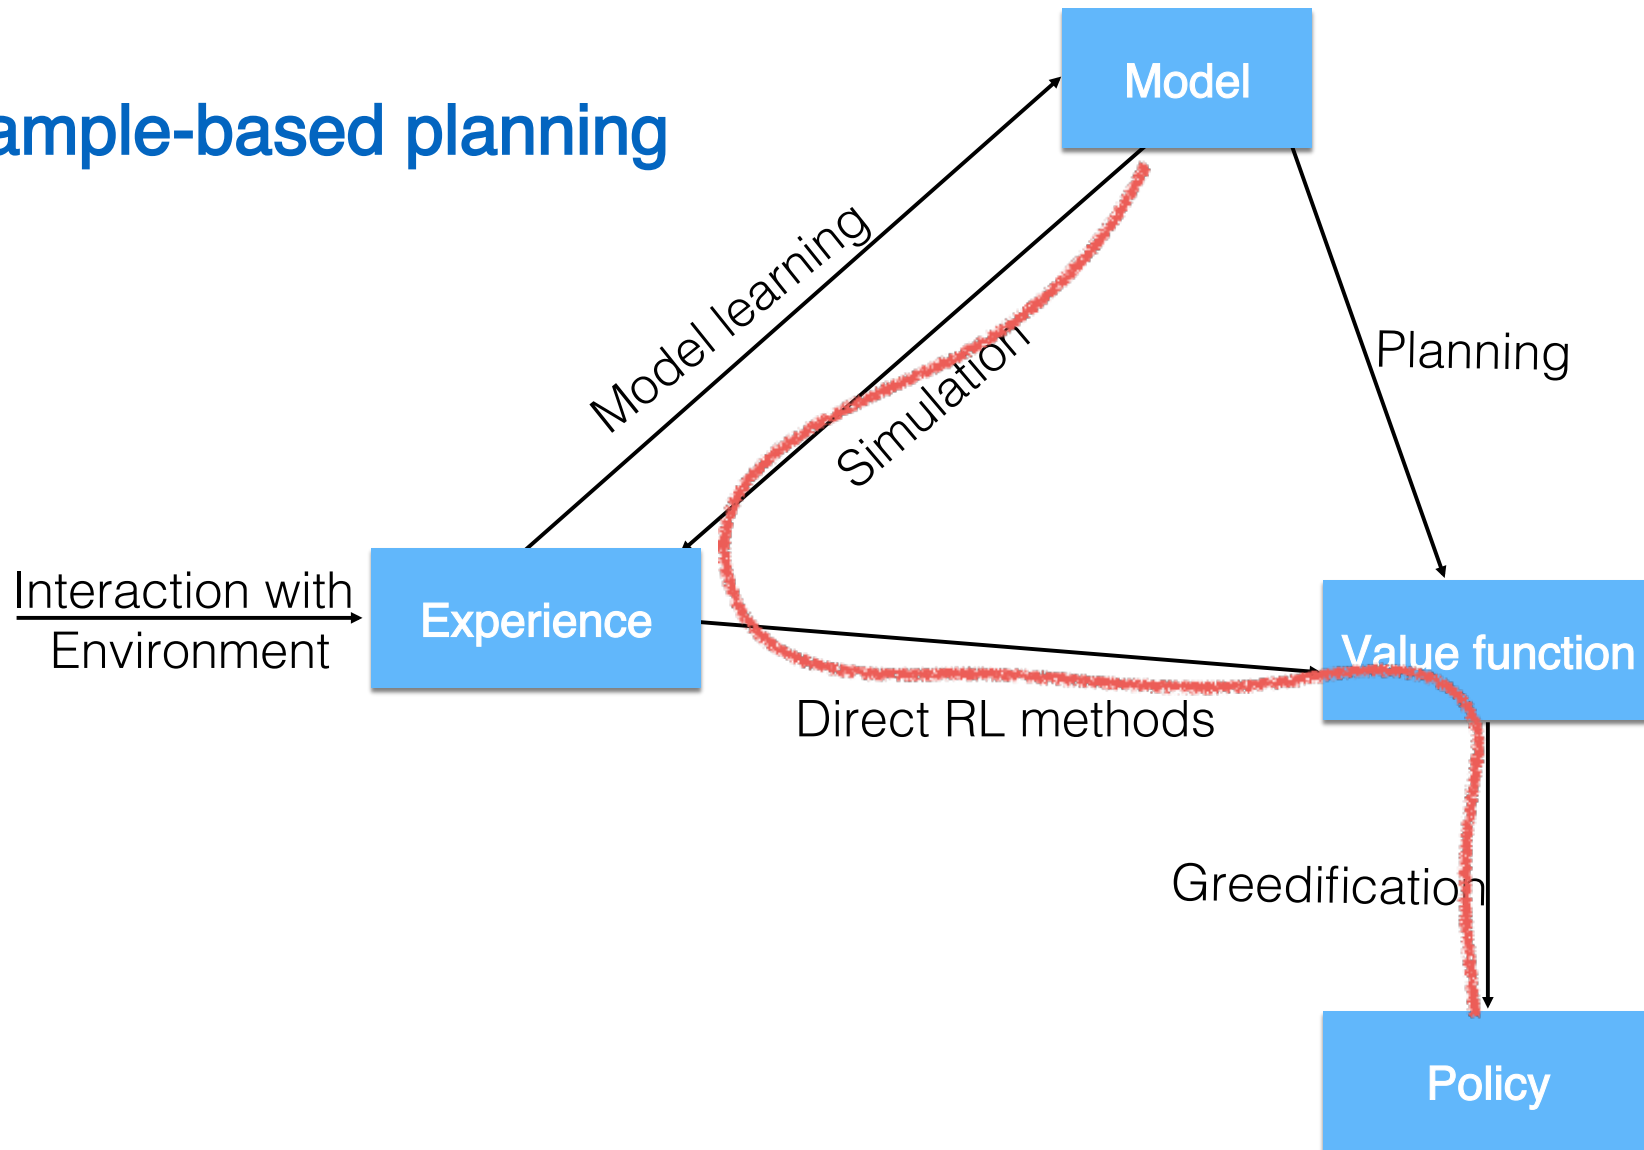 ample-based planning
Model
Model learning
Simulation
Planning
Interaction with
Environment
Experience
Value function
Direct RL methods
Greedification
Policy